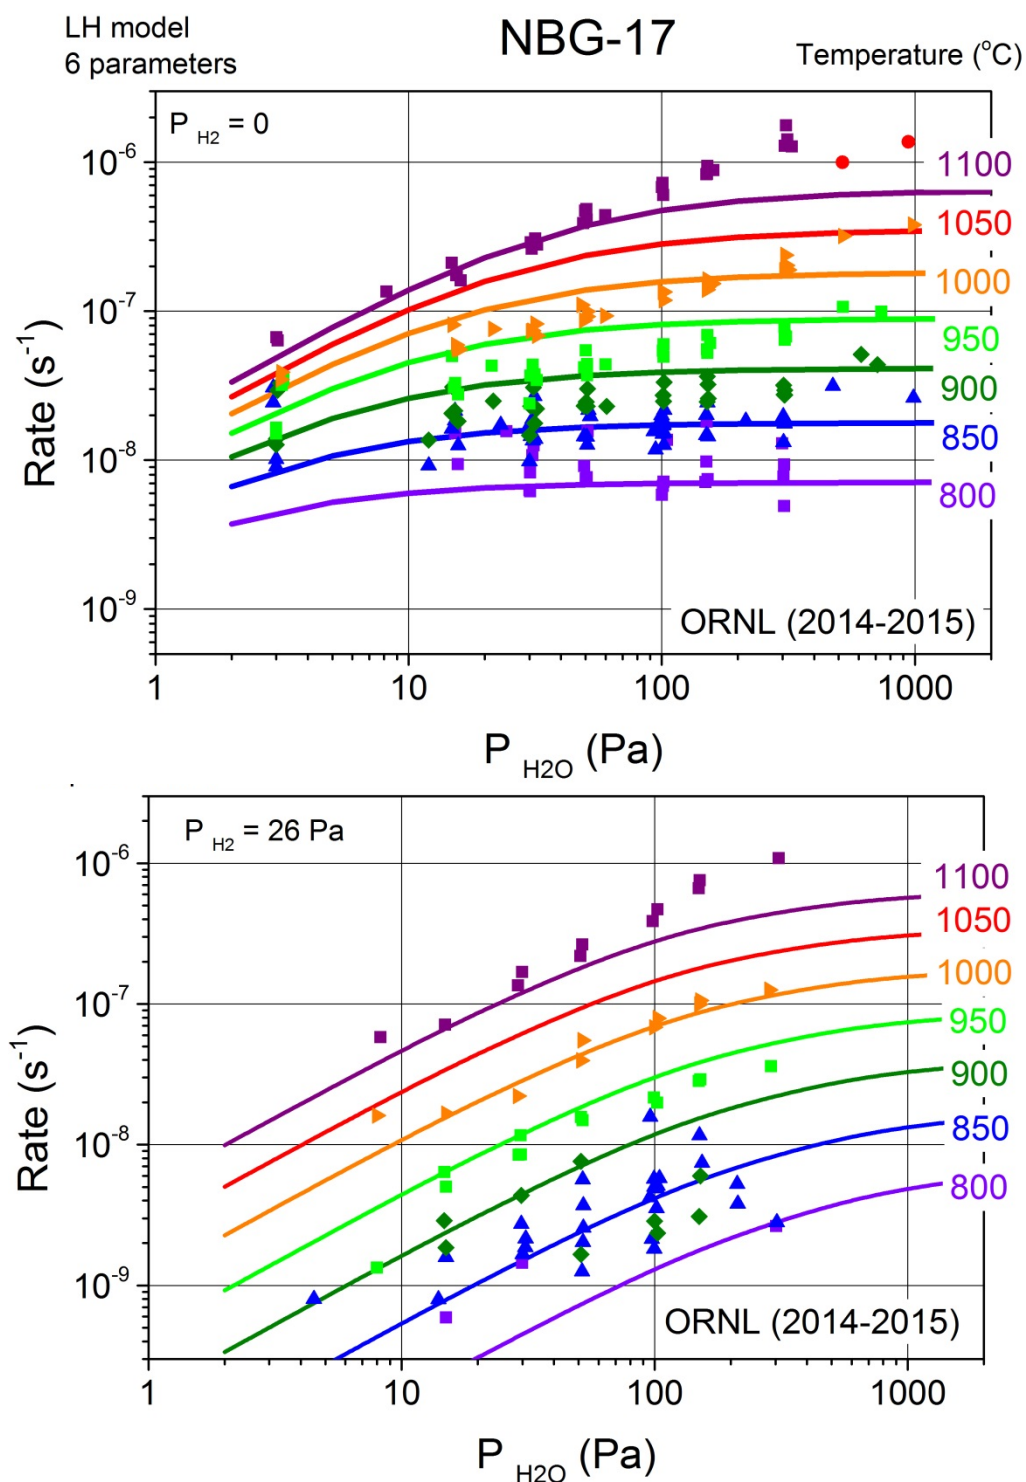 LH model
6 parameters
NBG-17
Temperature (°C)
P H2 = 0
10⁻⁶
10⁻⁷
10⁻⁸
10⁻⁹
Rate (s⁻¹)
1100
1050
1000
950
900
850
800
ORNL (2014-2015)
1 10 100 1000
P H2O (Pa)
P H2 = 26 Pa
10⁻⁶
10⁻⁷
10⁻⁸
10⁻⁹
Rate (s⁻¹)
1100
1050
1000
950
900
850
800
ORNL (2014-2015)
1 10 100 1000
P H2O (Pa)